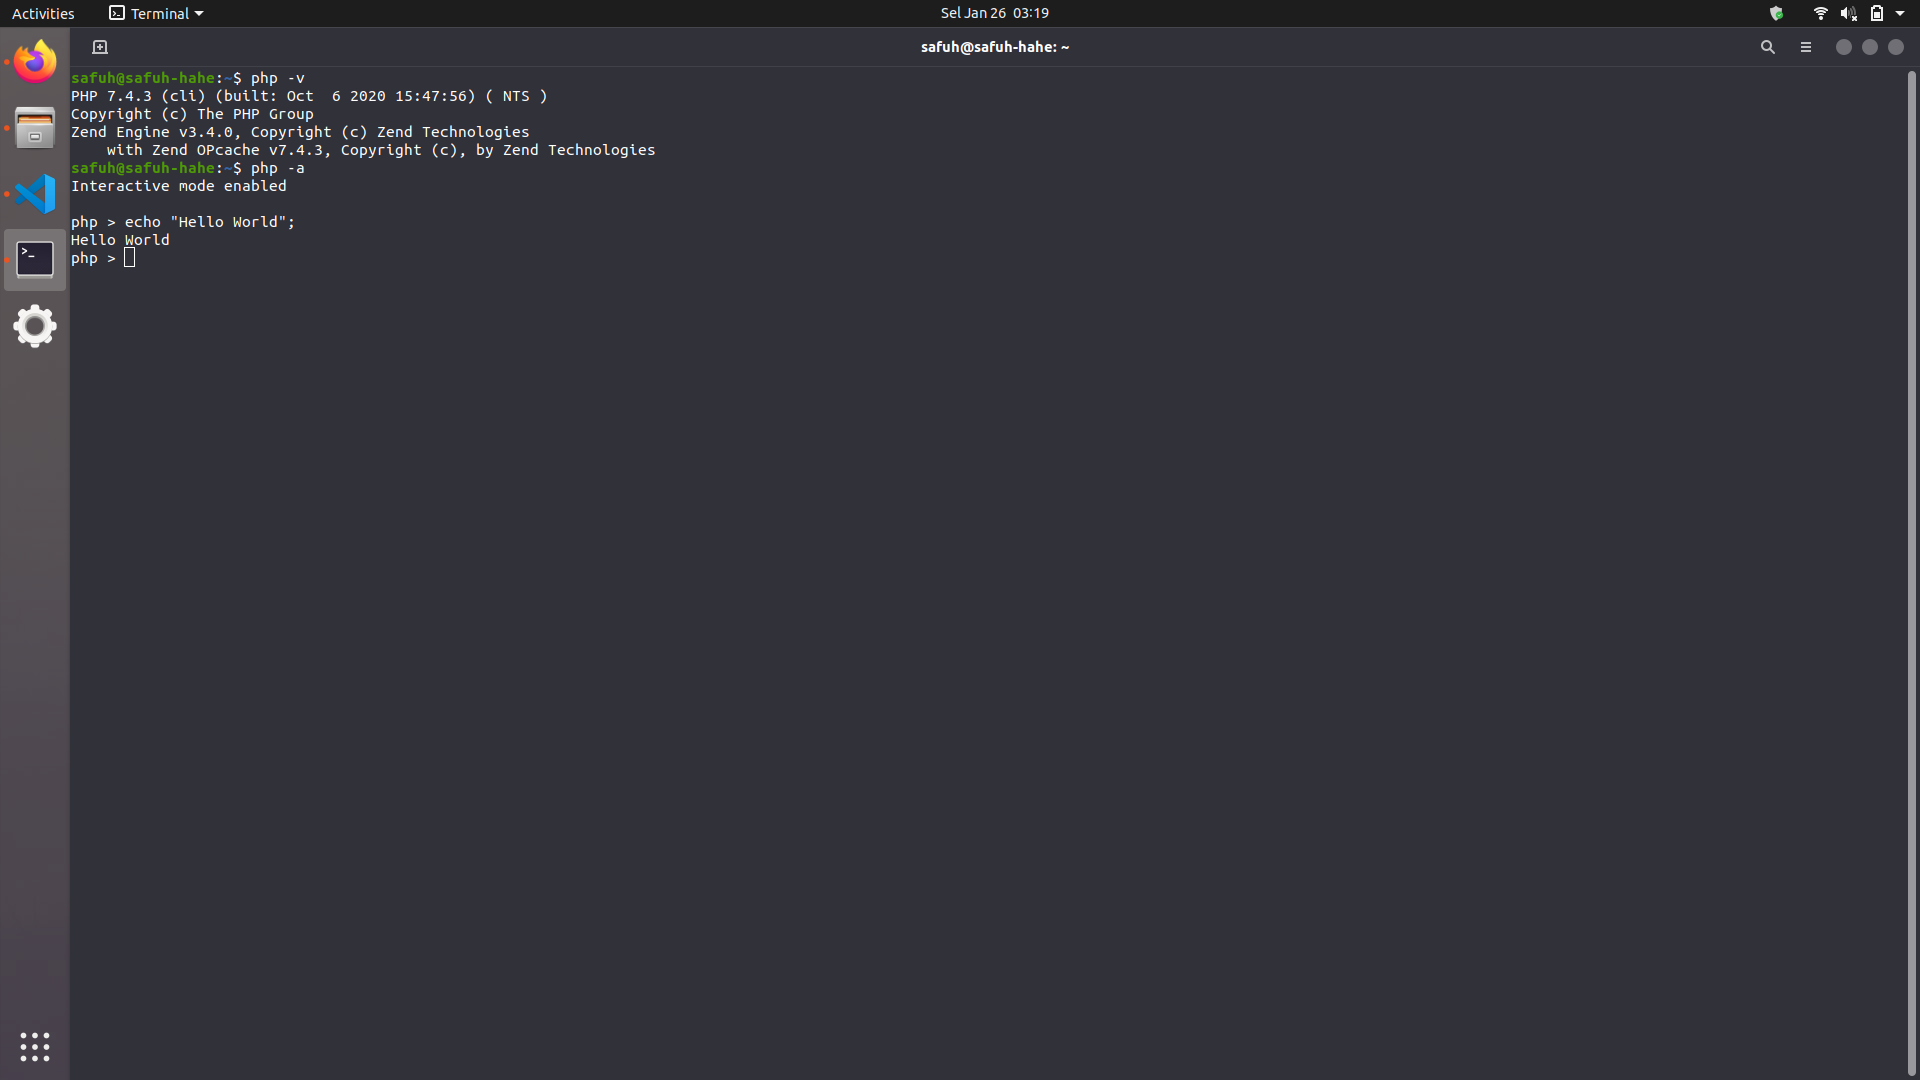 Activities
Terminal
Sel Jan 26 03:19
safuh@safuh-hahe: ~
safuh@safuh-hahe:~$ php -v
PHP 7.4.3 (cli) (built: Oct  6 2020 15:47:56) ( NTS )
Copyright (c) The PHP Group
Zend Engine v3.4.0, Copyright (c) Zend Technologies
    with Zend OPcache v7.4.3, Copyright (c), by Zend Technologies
safuh@safuh-hahe:~$ php -a
Interactive mode enabled
php > echo "Hello World";
Hello World
php >